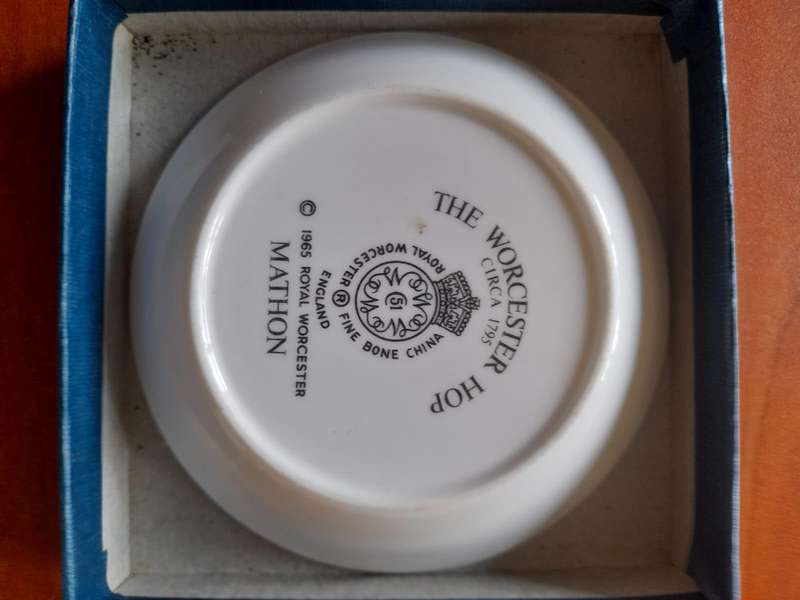 THE WORCESTER HOP
CIRCA 1795
ROYAL WORCESTER ® FINE BONE CHINA
51
ENGLAND
© 1965 ROYAL WORCESTER
MATHON